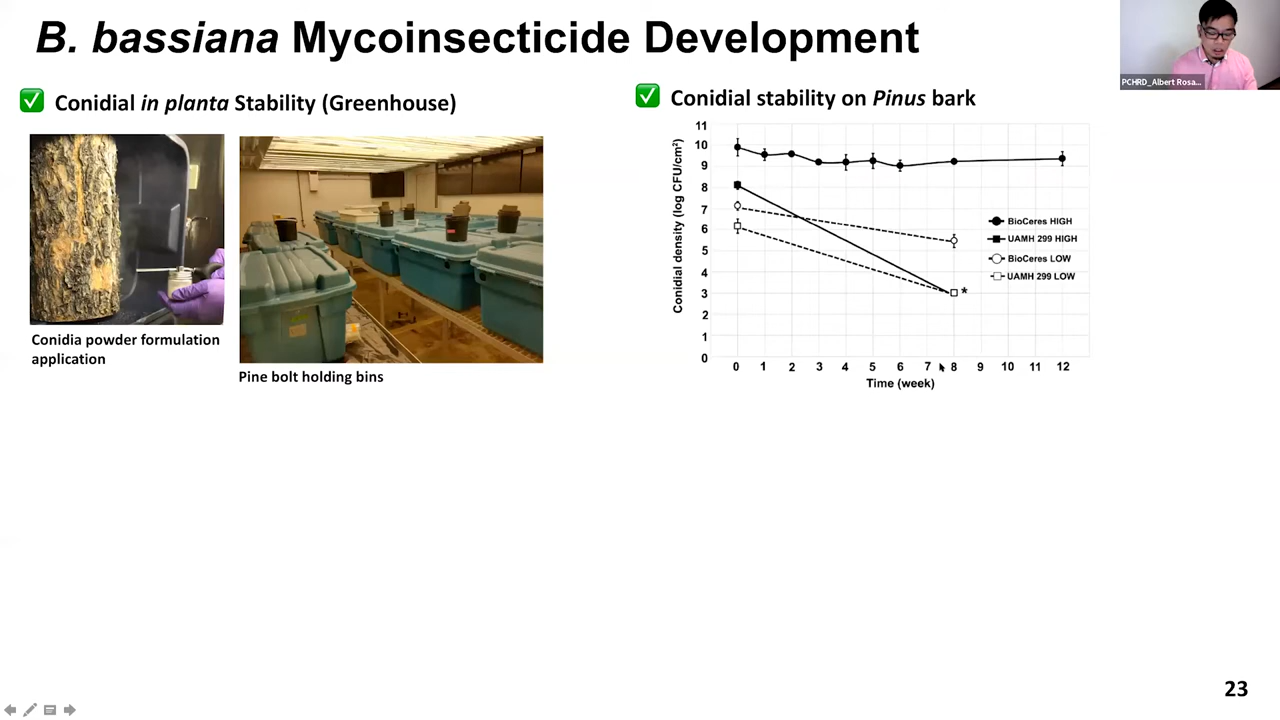 B. bassiana Mycoinsecticide Development
PCHRD_Albert Rosa...
✅ Conidial in planta Stability (Greenhouse)
✅ Conidial stability on Pinus bark
Conidia powder formulation
application
Pine bolt holding bins
Conidial density (log CFU/cm²)
11
10
9
8
7
6
5
4
3
2
1
0
BioCeres HIGH
UAMH 299 HIGH
BioCeres LOW
UAMH 299 LOW
*
0 1 2 3 4 5 6 7 8 9 10 11 12
Time (week)
23